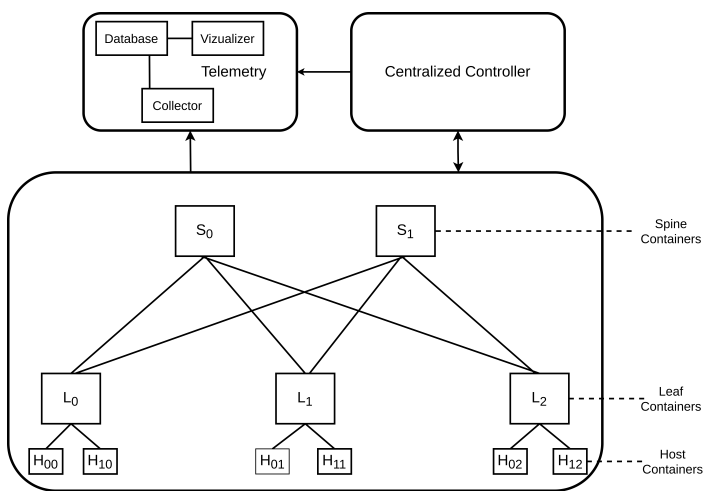 Database
Vizualizer
Telemetry
Collector
Centralized Controller
S0
S1
Spine
Containers
L0
L1
L2
Leaf
Containers
H00
H10
H01
H11
H02
H12
Host
Containers